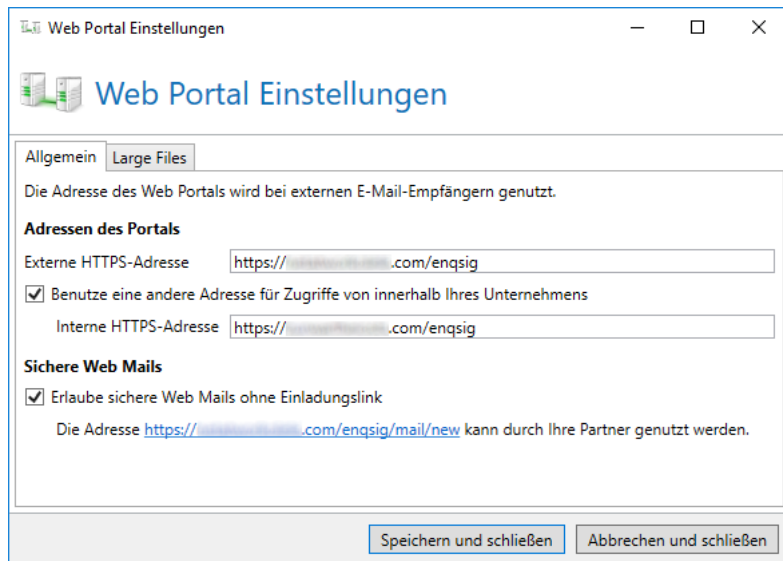 Web Portal Einstellungen
Web Portal Einstellungen
Allgemein Large Files
Die Adresse des Web Portals wird bei externen E-Mail-Empfängern genutzt.
Adressen des Portals
Externe HTTPS-Adresse https:// .com/enqsig
Benutze eine andere Adresse für Zugriffe von innerhalb Ihres Unternehmens
Interne HTTPS-Adresse https:// .com/enqsig
Sichere Web Mails
Erlaube sichere Web Mails ohne Einladungslink
Die Adresse https:// .com/enqsig/mail/new kann durch Ihre Partner genutzt werden.
Speichern und schließen Abbrechen und schließen